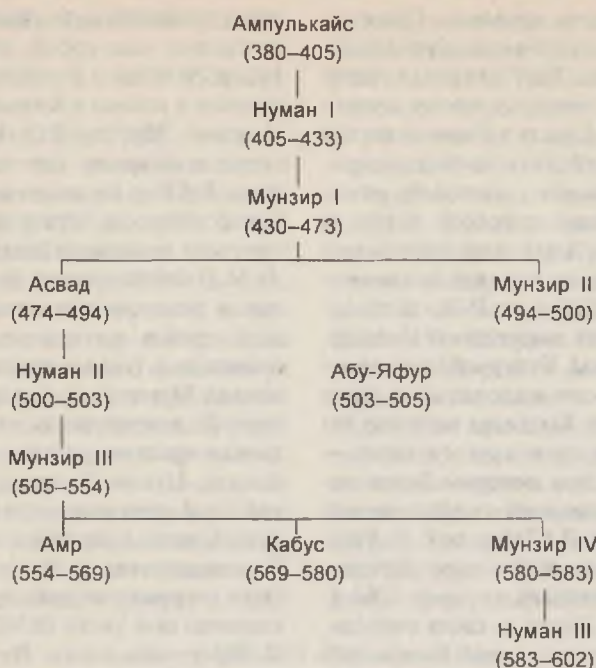 Ампулькайс
(380–405)
Нуман I
(405–433)
Мунзир I
(430–473)
Асвад
(474–494)
Мунзир II
(494–500)
Нуман II
(500–503)
Абу-Яфур
(503–505)
Мунзир III
(505–554)
Амр
(554–569)
Кабус
(569–580)
Мунзир IV
(580–583)
Нуман III
(583–602)